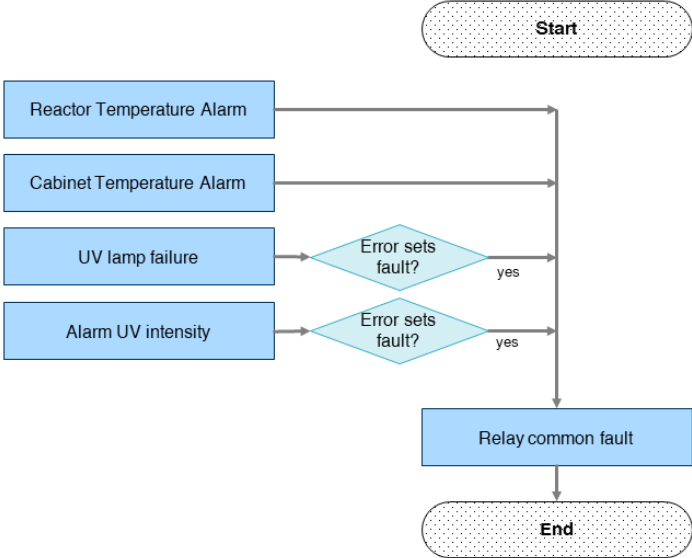 Start
Reactor Temperature Alarm
Cabinet Temperature Alarm
UV lamp failure
Error sets
fault?
yes
Alarm UV intensity
Error sets
fault?
yes
Relay common fault
End